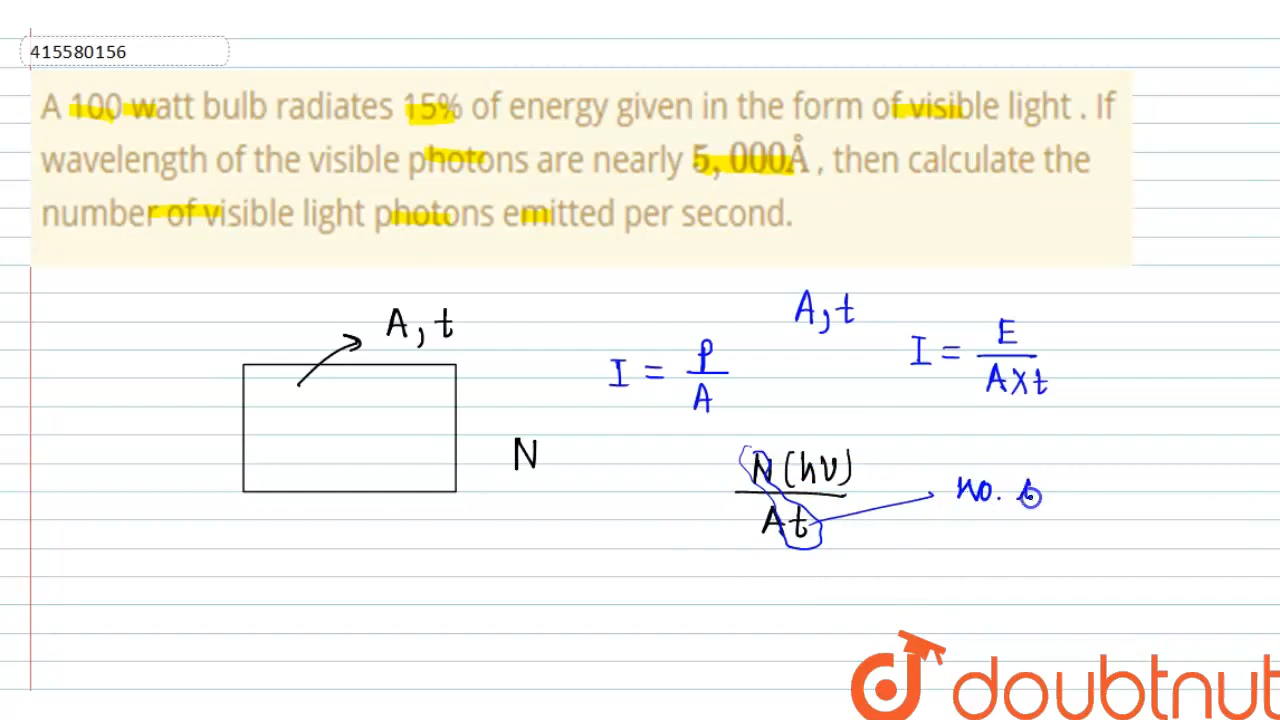 415580156
A 100 watt bulb radiates 15% of energy given in the form of visible light . If
wavelength of the visible photons are nearly 5, 000Å , then calculate the
number of visible light photons emitted per second.
A, t
A, t
I = P/A
I = E/A×t
N
N(hν)/At
no.
doubtnut